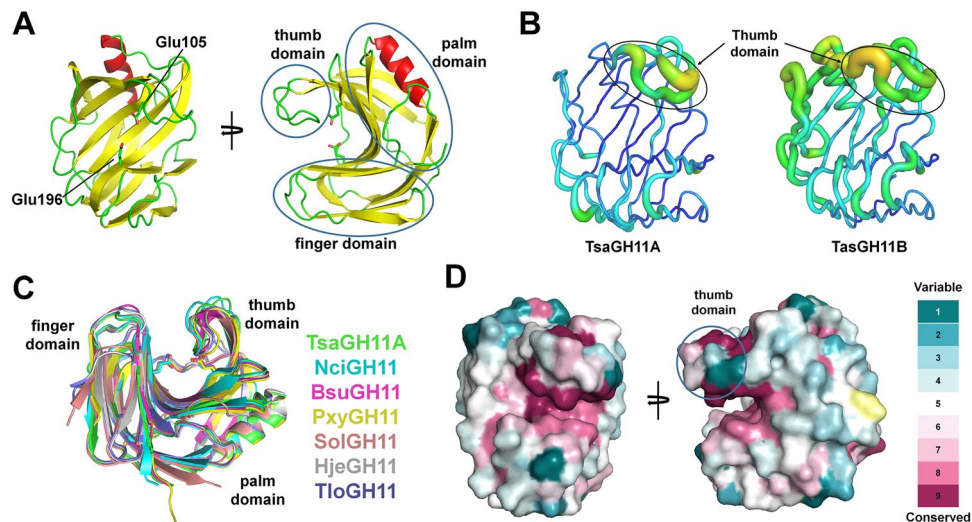 A
Glu105
Glu196
thumb
domain
palm
domain
finger domain
B
Thumb
domain
TsaGH11A
TasGH11B
C
finger
domain
thumb
domain
palm
domain
TsaGH11A
NciGH11
BsuGH11
PxyGH11
SolGH11
HjeGH11
TloGH11
D
thumb
domain
Variable
1
2
3
4
5
6
7
8
9
Conserved